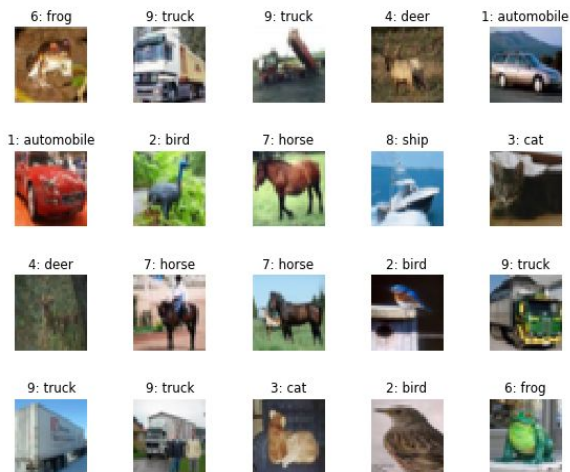 6: frog 9: truck 9: truck 4: deer 1: automobile
1: automobile 2: bird 7: horse 8: ship 3: cat
4: deer 7: horse 7: horse 2: bird 9: truck
9: truck 9: truck 3: cat 2: bird 6: frog